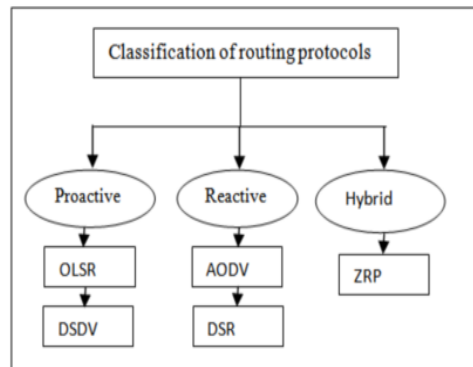 Classification of routing protocols
Proactive
Reactive
Hybrid
OLSR
AODV
ZRP
DSDV
DSR